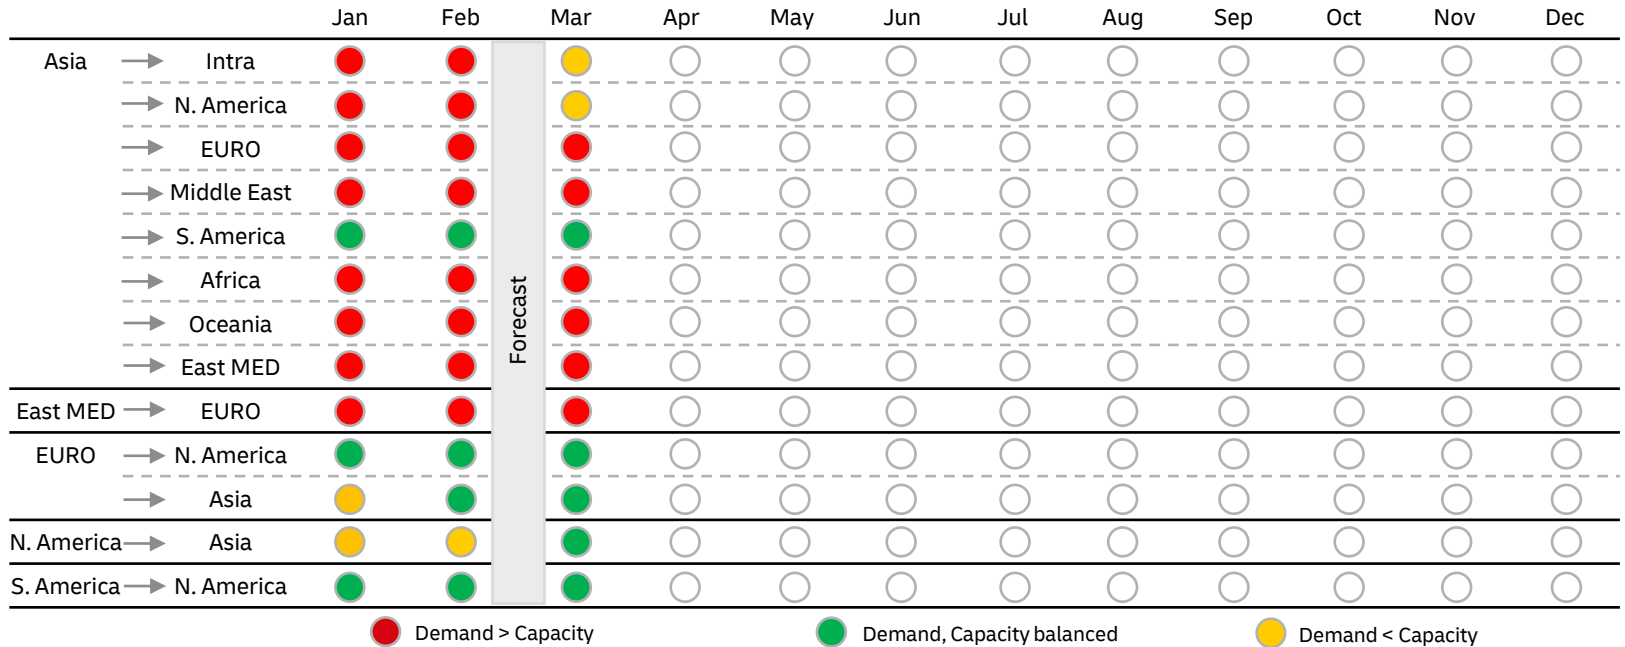 Jan Feb Mar Apr May Jun Jul Aug Sep Oct Nov Dec
Asia Intra
N. America
EURO
Middle East
S. America
Africa
Oceania
East MED
Forecast
East MED EURO
EURO N. America
Asia
N. America Asia
S. America N. America
Demand > Capacity Demand, Capacity balanced Demand < Capacity